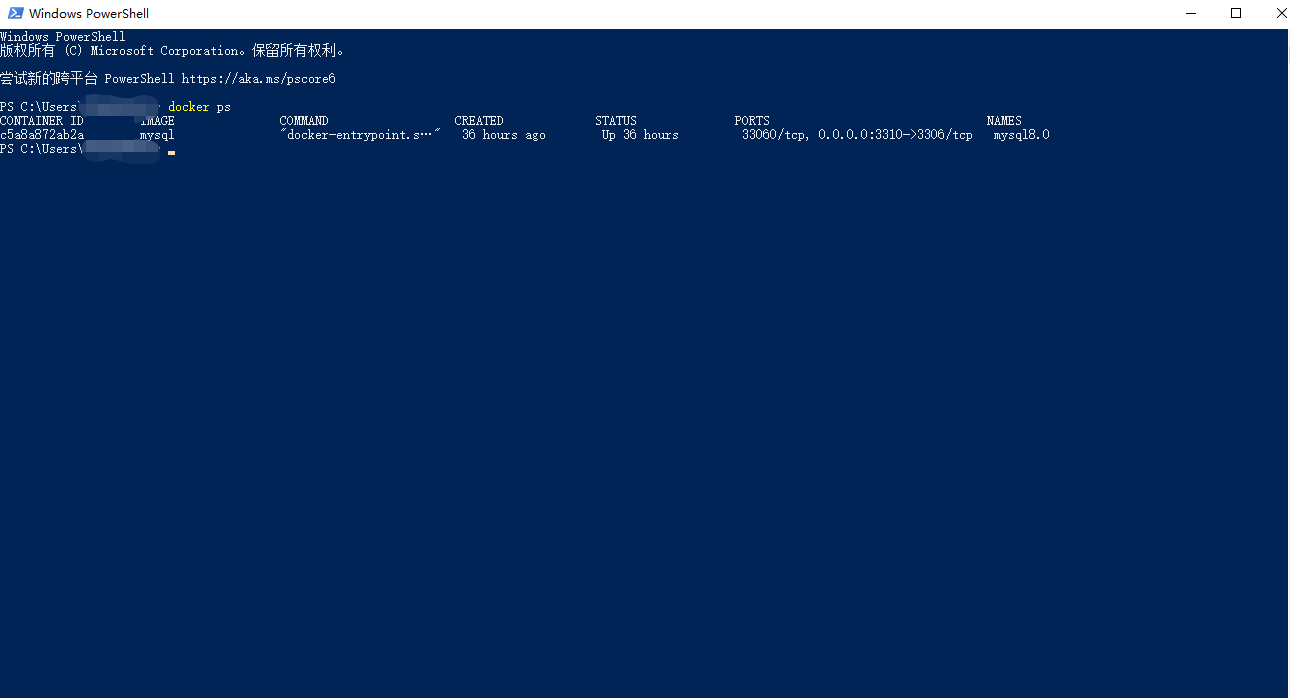 Windows PowerShell
Windows PowerShell
版权所有 (C) Microsoft Corporation。保留所有权利。
尝试新的跨平台 PowerShell https://aka.ms/pscore6
PS C:\Users\ docker ps
CONTAINER ID IMAGE COMMAND CREATED STATUS PORTS NAMES
c5a8a872ab2a mysql "docker-entrypoint.s…" 36 hours ago Up 36 hours 33060/tcp, 0.0.0.0:3310->3306/tcp mysql8.0
PS C:\Users\